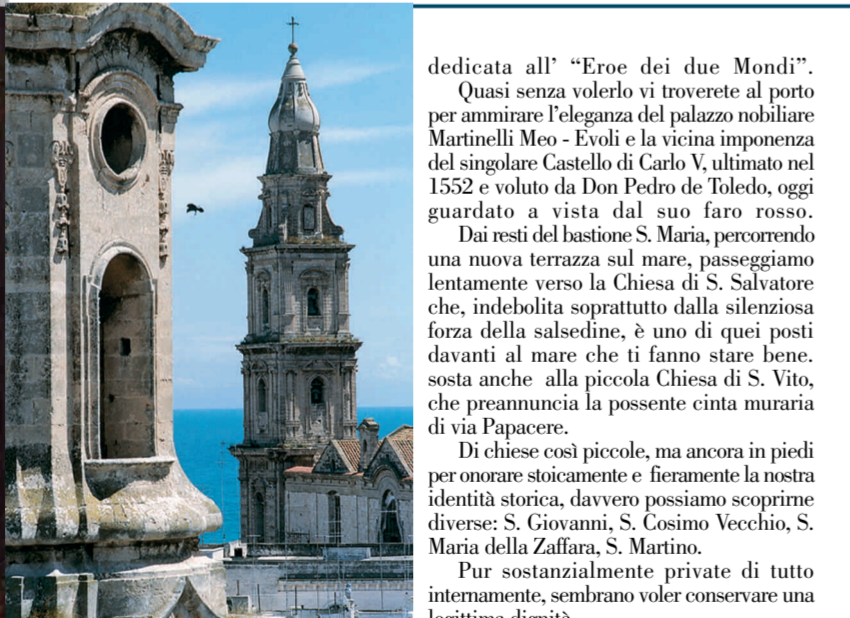 dedicata all' “Eroe dei due Mondi”.
Quasi senza volerlo vi troverete al porto
per ammirare l’eleganza del palazzo nobiliare
Martinelli Meo - Evoli e la vicina imponenza
del singolare Castello di Carlo V, ultimato nel
1552 e voluto da Don Pedro de Toledo, oggi
guardato a vista dal suo faro rosso.
Dai resti del bastione S. Maria, percorrendo
una nuova terrazza sul mare, passeggiamo
lentamente verso la Chiesa di S. Salvatore
che, indebolita soprattutto dalla silenziosa
forza della salsedine, è uno di quei posti
davanti al mare che ti fanno stare bene.
sosta anche alla piccola Chiesa di S. Vito,
che preannuncia la possente cinta muraria
di via Papacere.
Di chiese così piccole, ma ancora in piedi
per onorare stoicamente e fieramente la nostra
identità storica, davvero possiamo scoprirne
diverse: S. Giovanni, S. Cosimo Vecchio, S.
Maria della Zaffara, S. Martino.
Pur sostanzialmente private di tutto
internamente, sembrano voler conservare una
legittima dignità